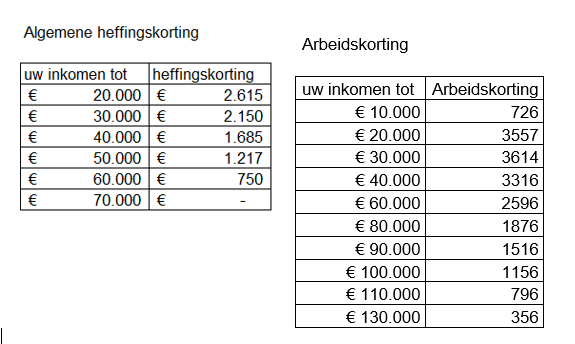 Algemene heffingskorting
uw inkomen tot heffingskorting
€ 20.000 € 2.615
€ 30.000 € 2.150
€ 40.000 € 1.685
€ 50.000 € 1.217
€ 60.000 € 750
€ 70.000 € -
Arbeidskorting
uw inkomen tot Arbeidskorting
€ 10.000 726
€ 20.000 3557
€ 30.000 3614
€ 40.000 3316
€ 60.000 2596
€ 80.000 1876
€ 90.000 1516
€ 100.000 1156
€ 110.000 796
€ 130.000 356